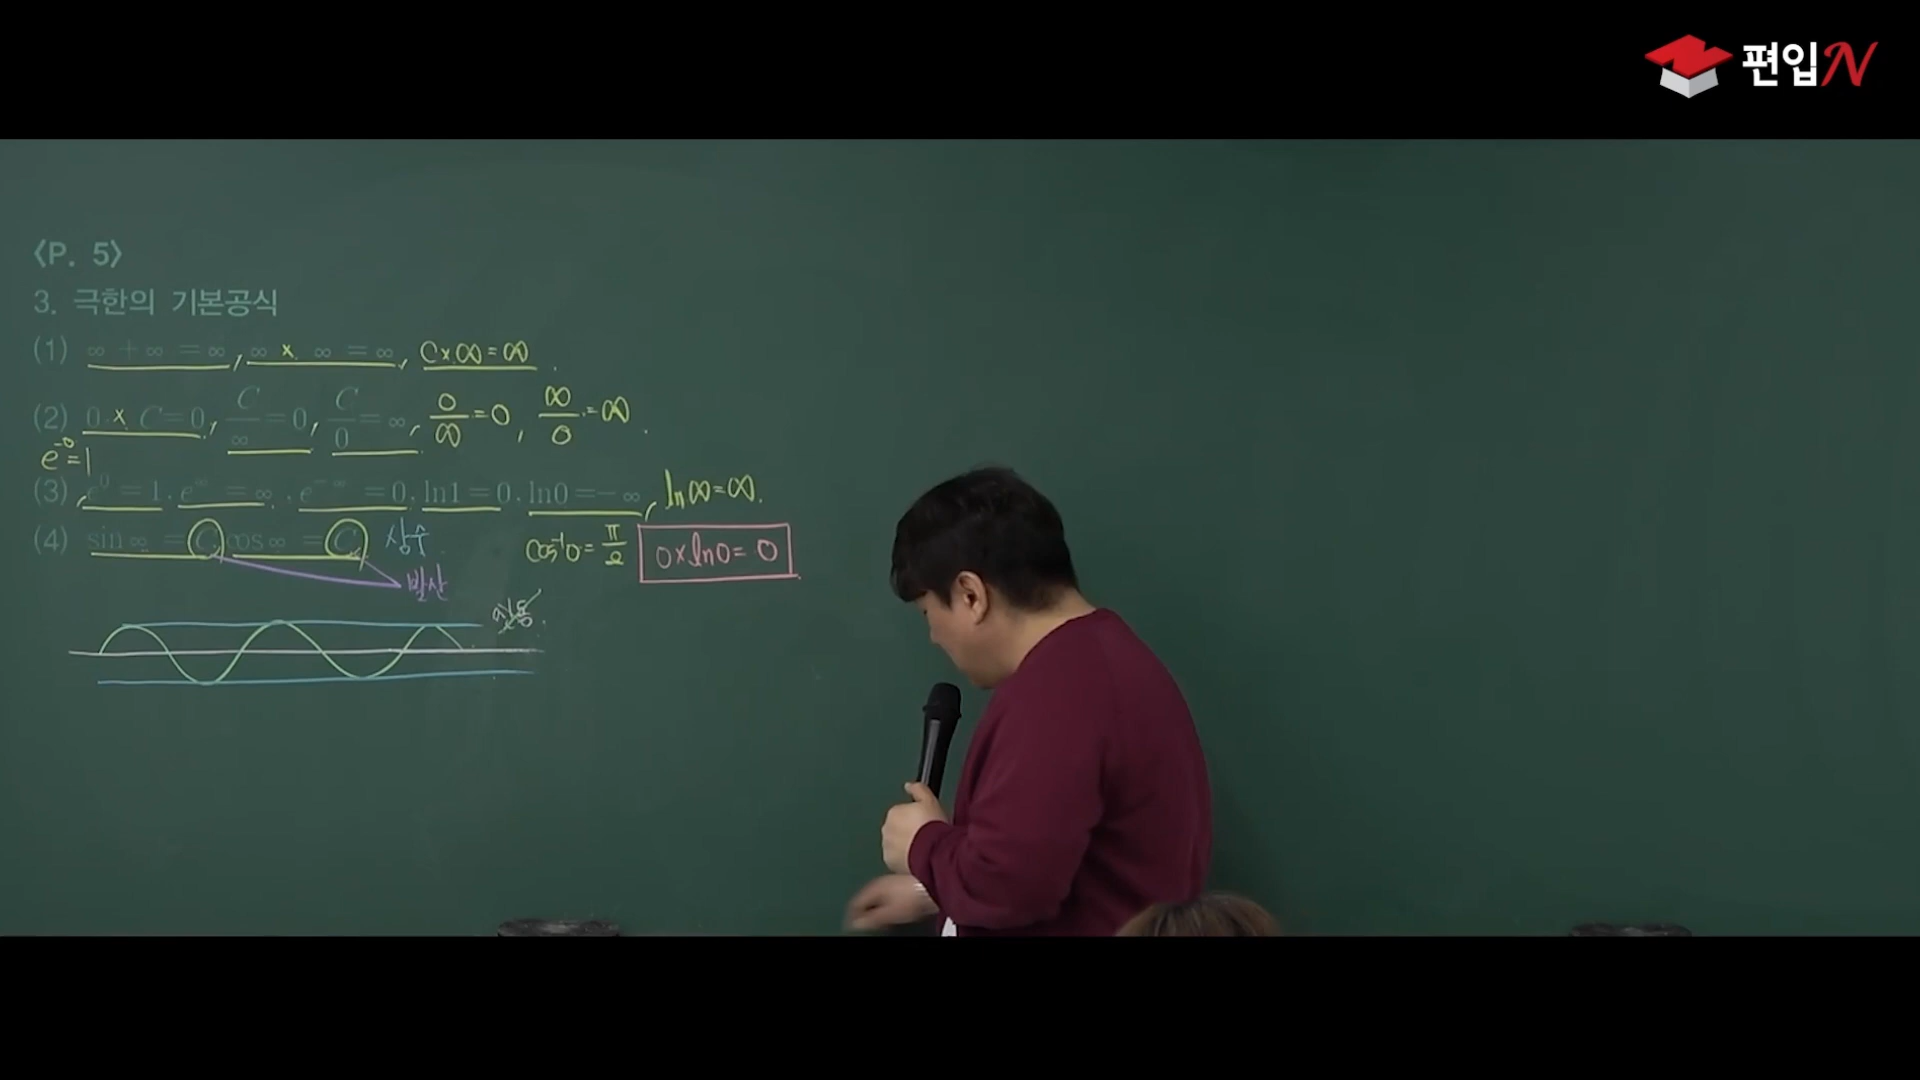 편입N
〈P. 5〉
3. 극한의 기본공식
(1) ∞ + ∞ = ∞, ∞ × ∞ = ∞, C×∞=∞.
(2) 0 × C = 0, C/∞ = 0, C/0 = ∞, 0/∞ = 0, ∞/0 = ∞.
e⁻⁰=1
(3) e⁰ = 1, e^∞ = ∞, e^-∞ = 0, ln1 = 0, ln0 = -∞, ln∞=∞.
(4) sin∞ = C, cos∞ = C 상수 cos⁻¹0 = π/2 0×ln0=0
발산
진동